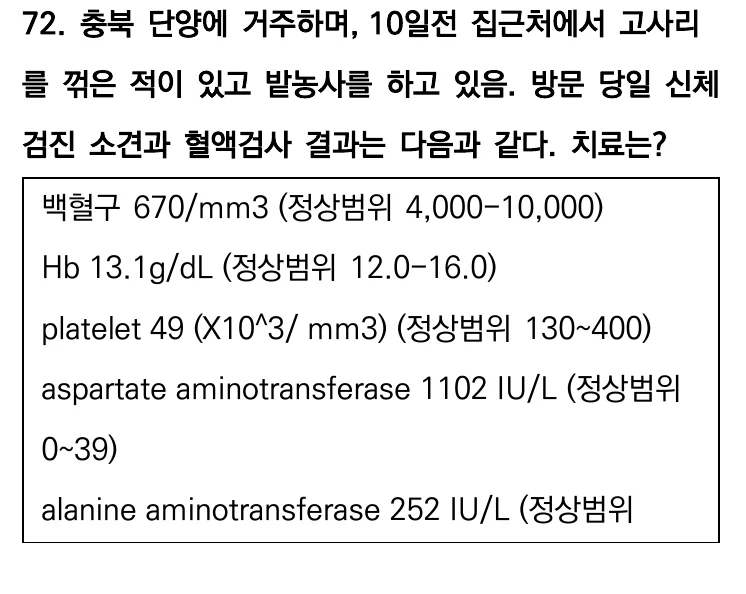 72. 충북 단양에 거주하며, 10일전 집근처에서 고사리
를 꺾은 적이 있고 밭농사를 하고 있음. 방문 당일 신체
검진 소견과 혈액검사 결과는 다음과 같다. 치료는?
백혈구 670/mm3 (정상범위 4,000-10,000)
Hb 13.1g/dL (정상범위 12.0-16.0)
platelet 49 (X10^3/ mm3) (정상범위 130~400)
aspartate aminotransferase 1102 IU/L (정상범위
0~39)
alanine aminotransferase 252 IU/L (정상범위